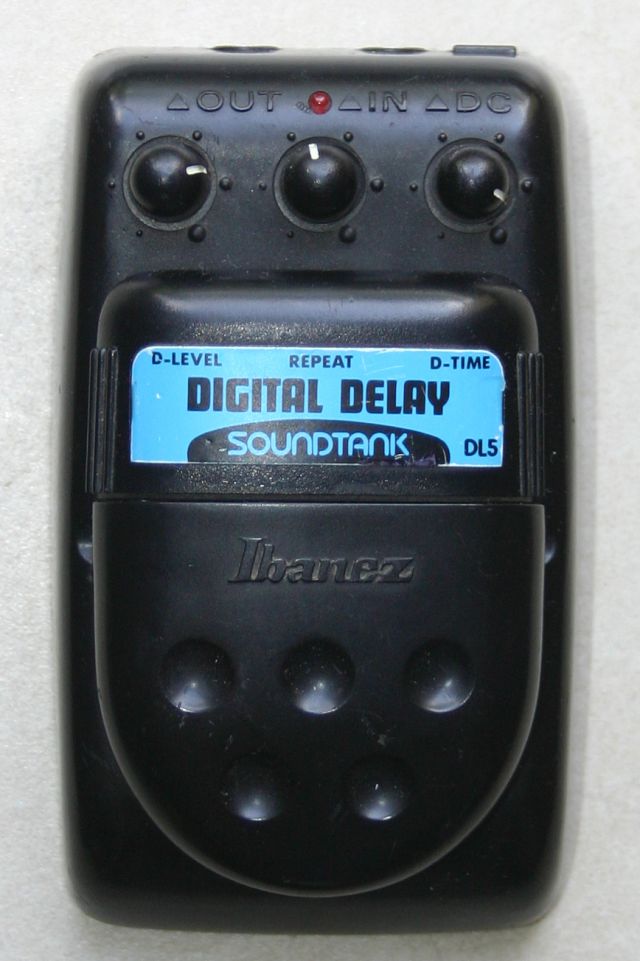 △OUT △IN △DC
D-LEVEL REPEAT D-TIME
DIGITAL DELAY
SOUNDTANK DL5
Ibanez